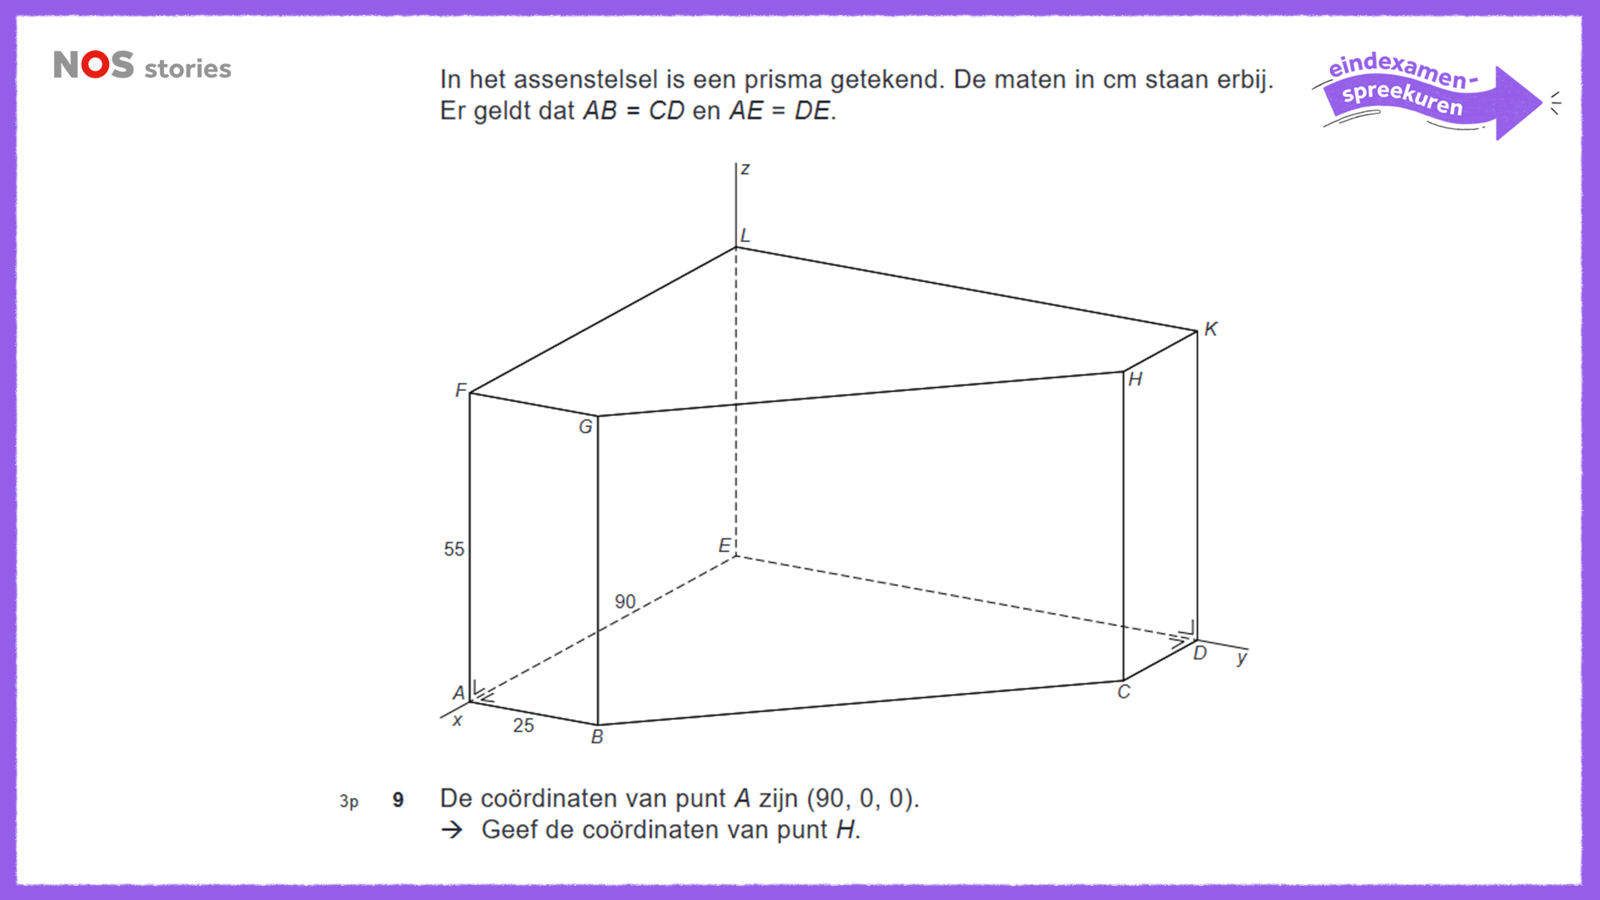 NOS stories
eindexamen-
spreekuren
In het assenstelsel is een prisma getekend. De maten in cm staan erbij.
Er geldt dat AB = CD en AE = DE.
z
L
K
F
H
G
55
E
90
A
D
y
x
25
C
B
3p 9 De coördinaten van punt A zijn (90, 0, 0).
→ Geef de coördinaten van punt H.